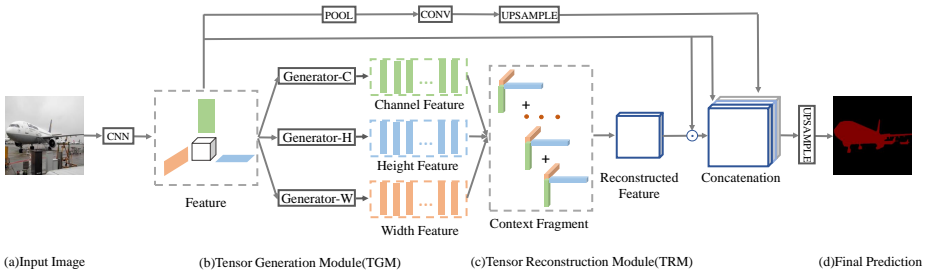 POOL
CONV
UPSAMPLE
CNN
Feature
Generator-C
Generator-H
Generator-W
...
Channel Feature
...
Height Feature
...
Width Feature
+
+
Context Fragment
Reconstructed
Feature
Concatenation
UPSAMPLE
(a)Input Image
(b)Tensor Generation Module(TGM)
(c)Tensor Reconstruction Module(TRM)
(d)Final Prediction